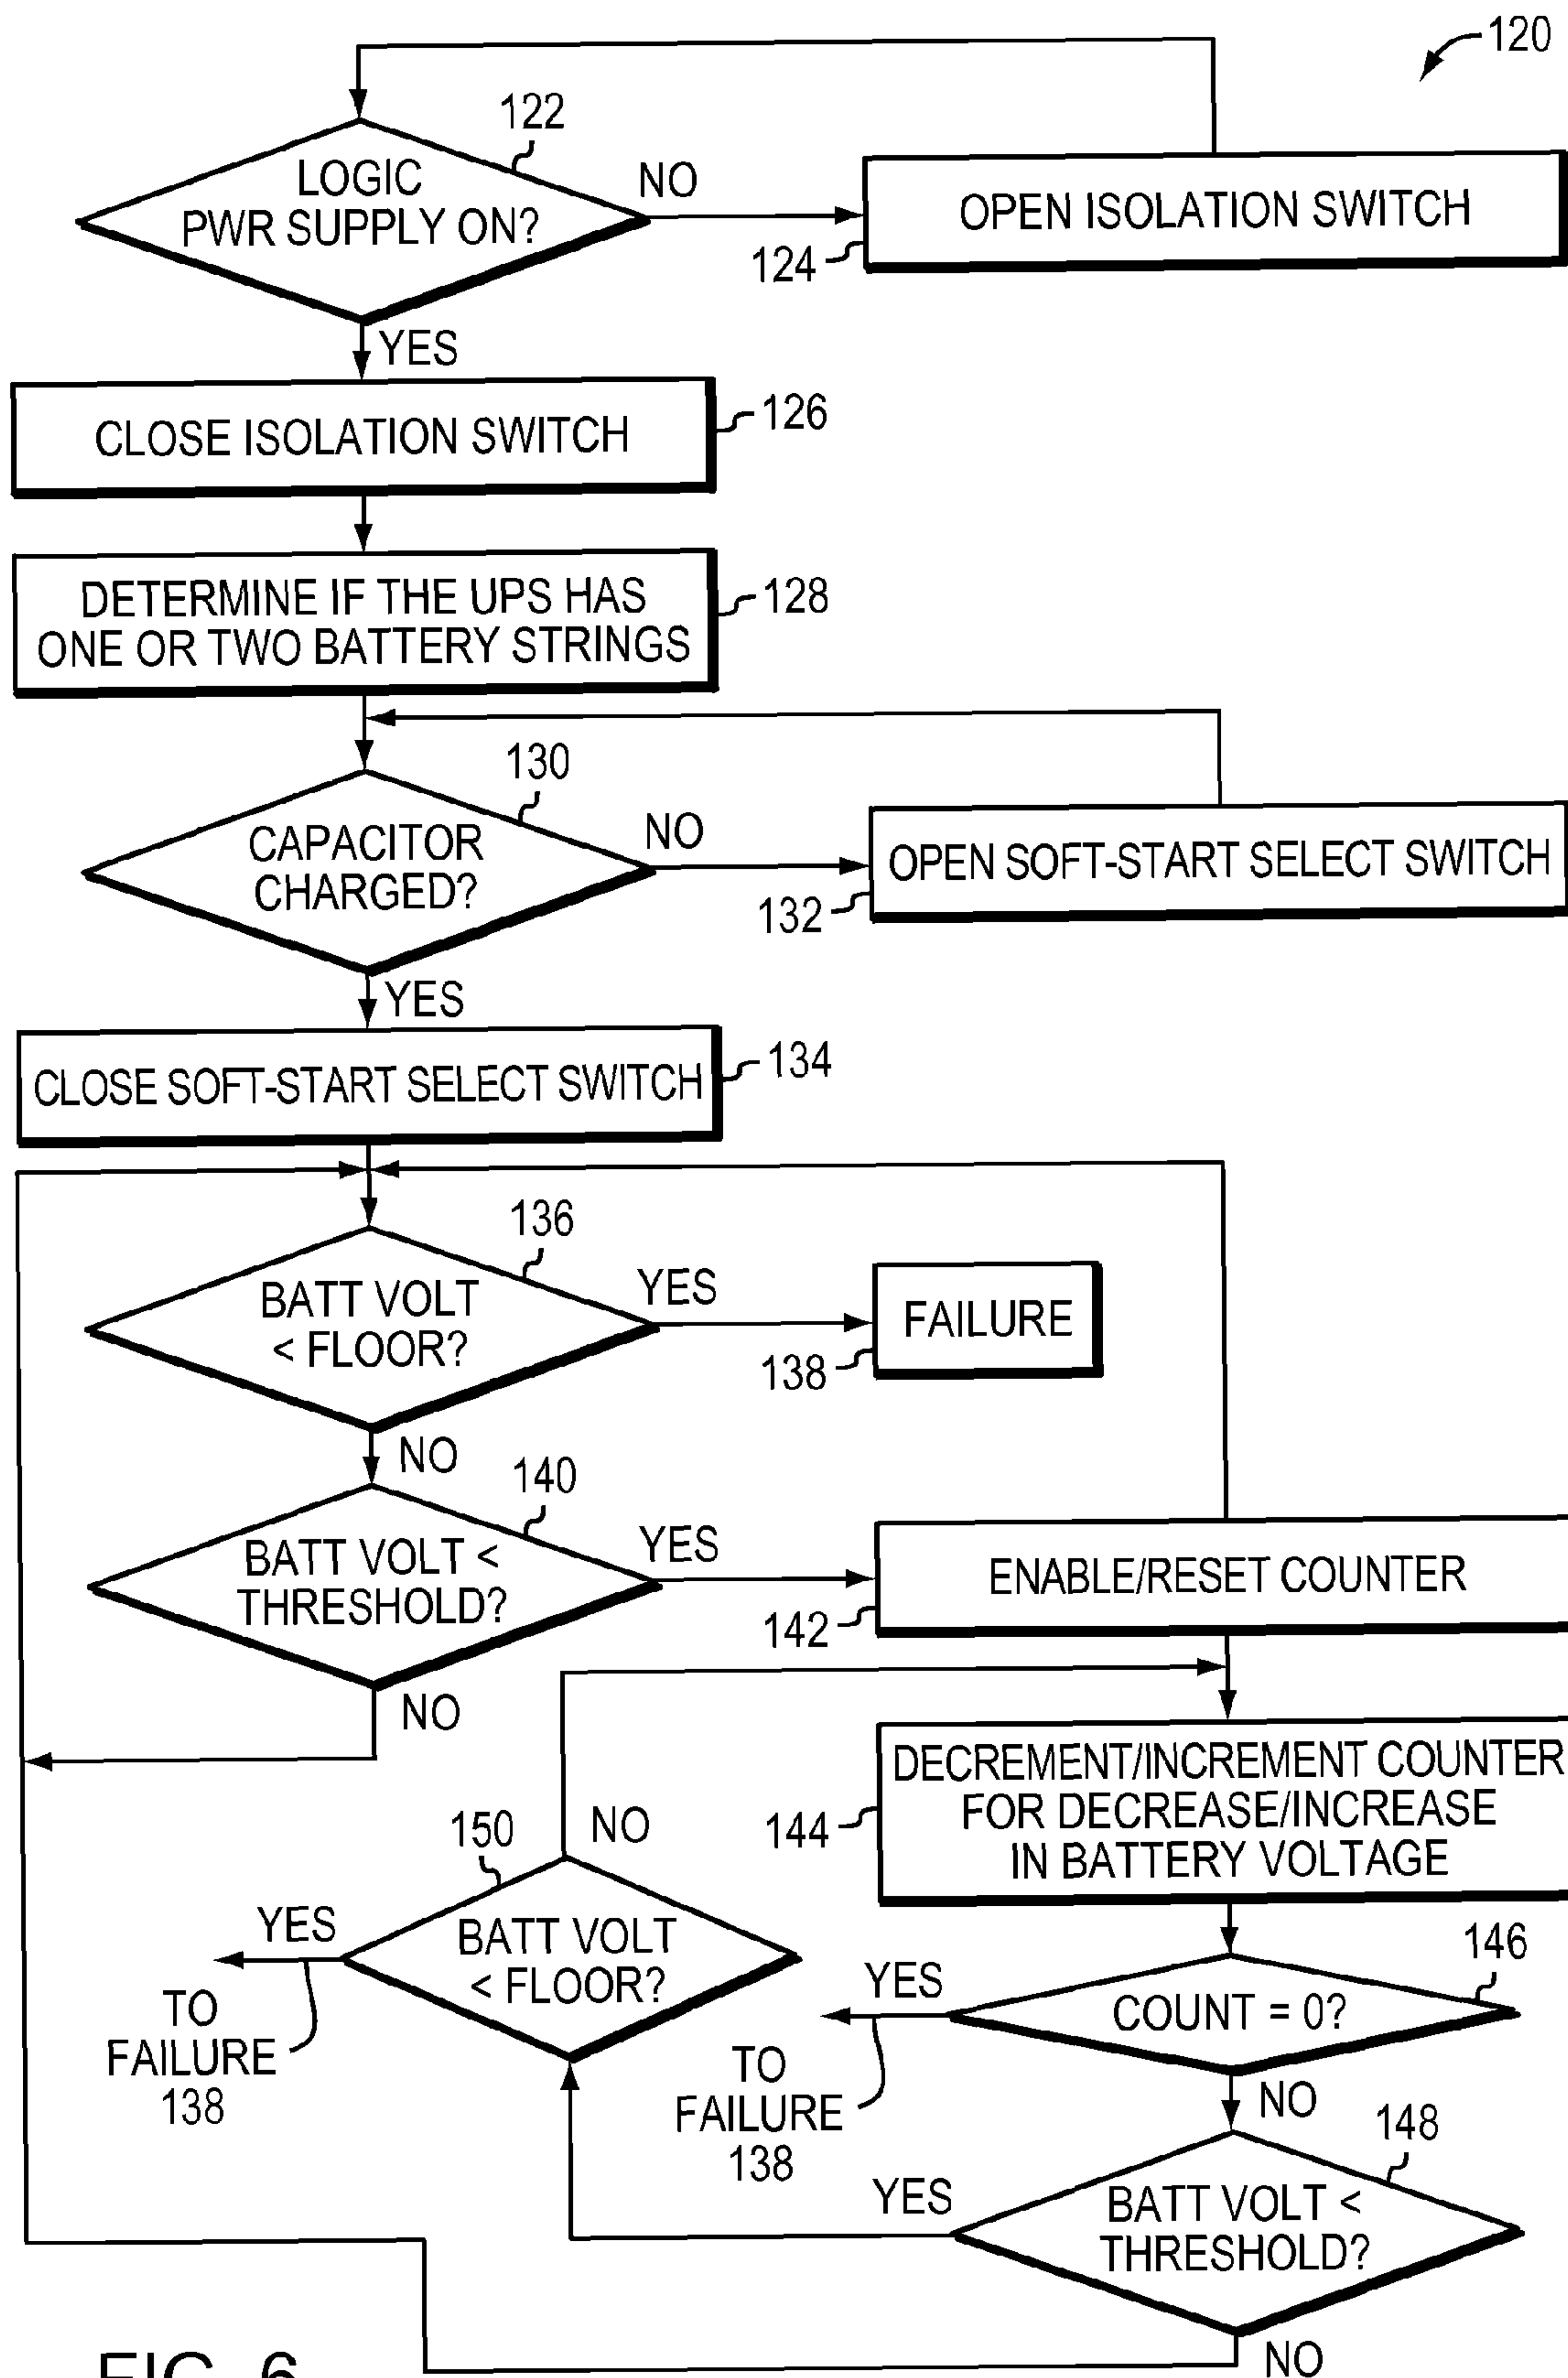 120
122
LOGIC
PWR SUPPLY ON?
NO
OPEN ISOLATION SWITCH
124
YES
CLOSE ISOLATION SWITCH
126
DETERMINE IF THE UPS HAS
ONE OR TWO BATTERY STRINGS
128
130
CAPACITOR
CHARGED?
NO
OPEN SOFT-START SELECT SWITCH
132
YES
CLOSE SOFT-START SELECT SWITCH
134
136
BATT VOLT
< FLOOR?
YES
FAILURE
138
NO
140
BATT VOLT <
THRESHOLD?
YES
ENABLE/RESET COUNTER
142
NO
DECREMENT/INCREMENT COUNTER
FOR DECREASE/INCREASE
IN BATTERY VOLTAGE
144
150
NO
BATT VOLT
< FLOOR?
YES
TO
FAILURE
138
146
COUNT = 0?
YES
TO
FAILURE
138
NO
148
BATT VOLT <
THRESHOLD?
YES
NO
FIG. 6